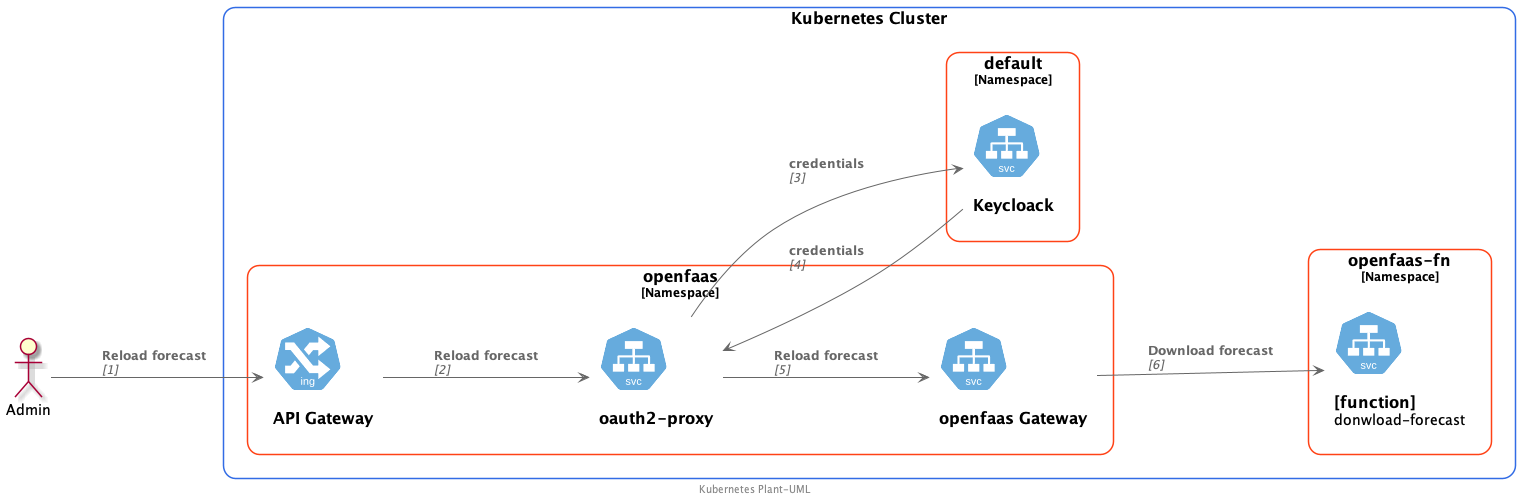 Kubernetes Cluster
default
[Namespace]
svc
Keycloack
credentials
[3]
credentials
[4]
openfaas
[Namespace]
openfaas-fn
[Namespace]
Admin
Reload forecast
[1]
ing
API Gateway
Reload forecast
[2]
svc
oauth2-proxy
Reload forecast
[5]
svc
openfaas Gateway
Download forecast
[6]
svc
[function]
donwload-forecast
Kubernetes Plant-UML